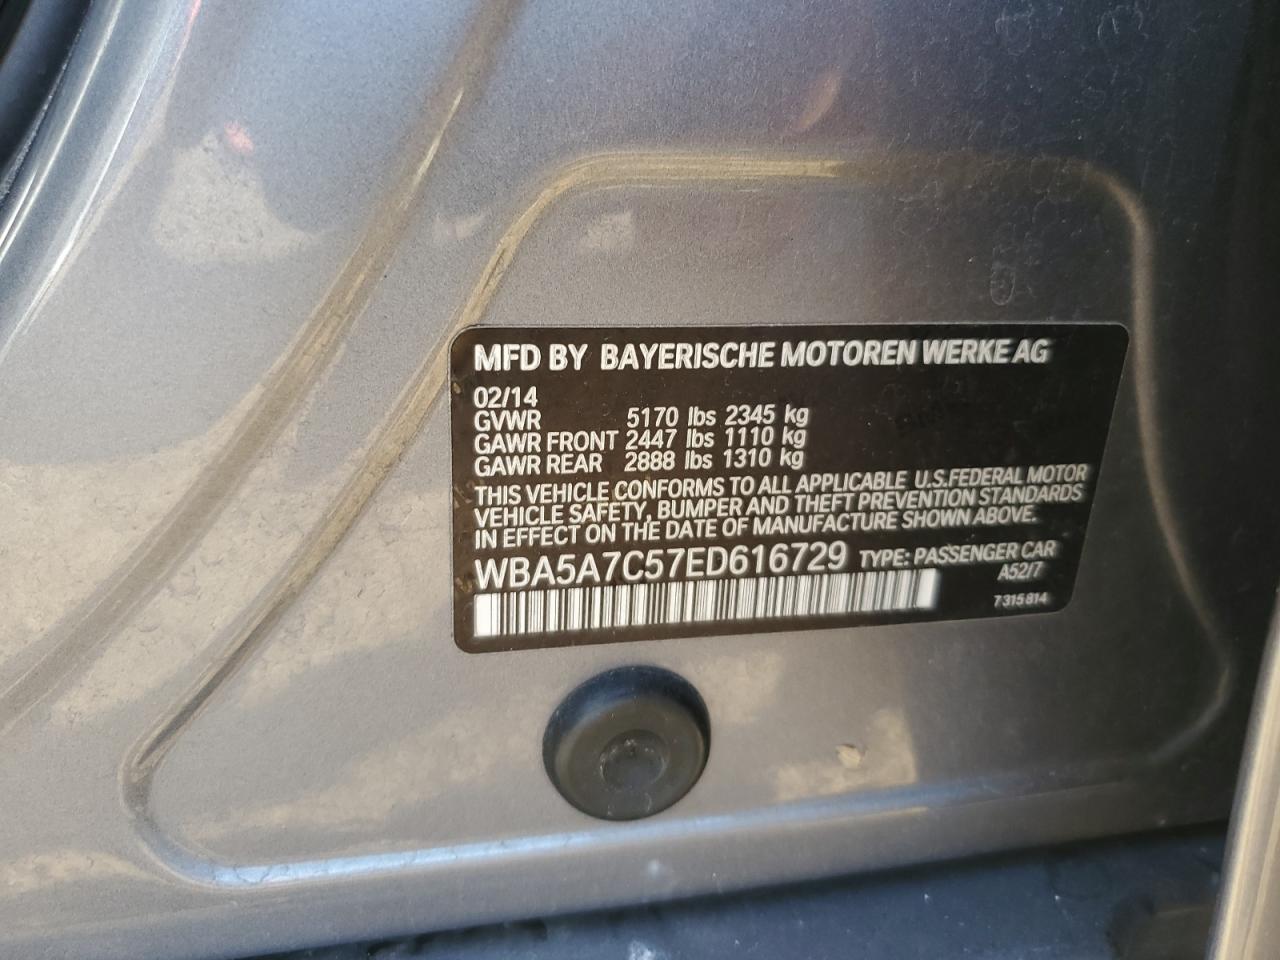 MFD BY BAYERISCHE MOTOREN WERKE AG
02/14
GVWR 5170 lbs 2345 kg
GAWR FRONT 2447 lbs 1110 kg
GAWR REAR 2888 lbs 1310 kg
THIS VEHICLE CONFORMS TO ALL APPLICABLE U.S.FEDERAL MOTOR
VEHICLE SAFETY, BUMPER AND THEFT PREVENTION STANDARDS
IN EFFECT ON THE DATE OF MANUFACTURE SHOWN ABOVE.
WBA5A7C57ED616729 TYPE: PASSENGER CAR
A52/7
7315814